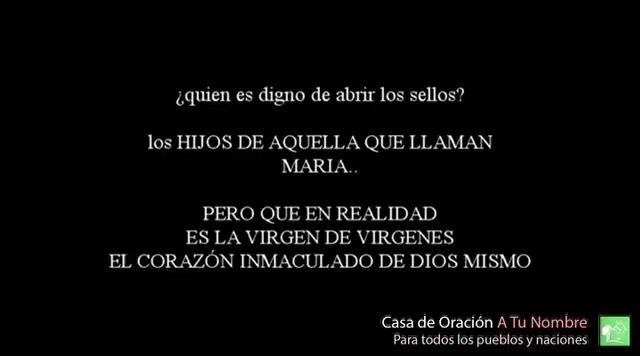 ¿quien es digno de abrir los sellos?
los HIJOS DE AQUELLA QUE LLAMAN
MARIA..
PERO QUE EN REALIDAD
ES LA VIRGEN DE VIRGENES
EL CORAZÓN INMACULADO DE DIOS MISMO
Casa de Oración A Tu Nombre
Para todos los pueblos y naciones